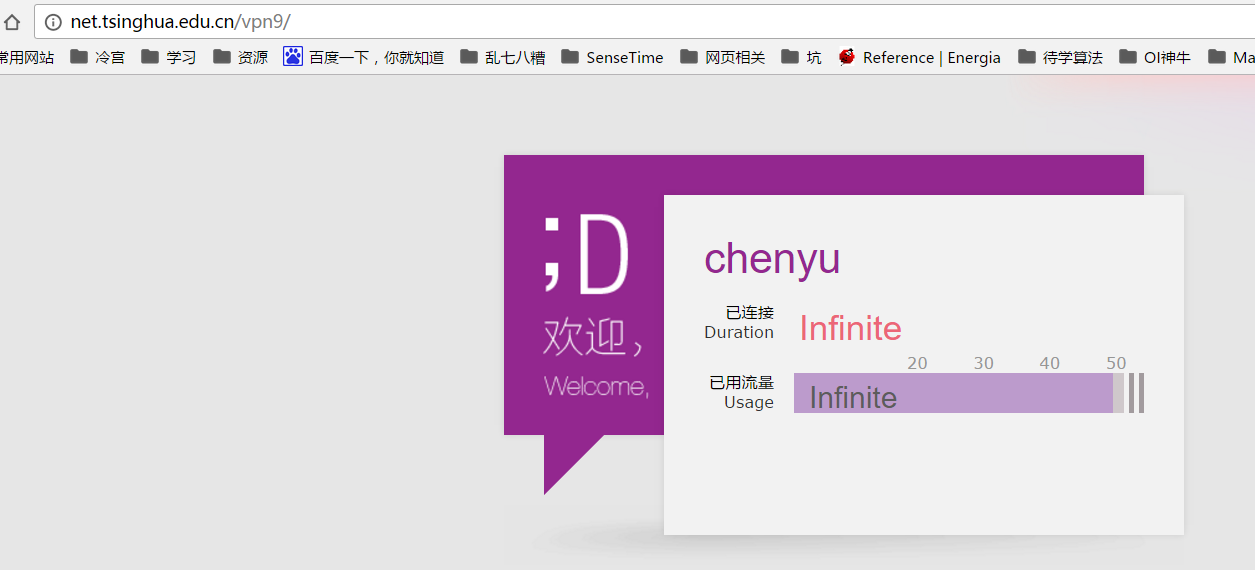 net.tsinghua.edu.cn/vpn9/
常用网站 冷宫 学习 资源 百度一下，你就知道 乱七八糟 SenseTime 网页相关 坑 Reference | Energia 待学算法 OI神牛 Ma
;D
欢迎，
Welcome,
chenyu
已连接
Duration
Infinite
20 30 40 50
已用流量
Usage
Infinite